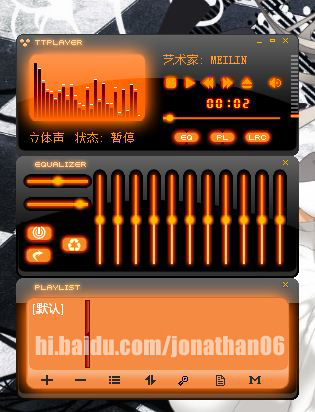 TTPLAYER
艺术家: MEILIN
00:02
立体声 状态: 暂停
EQ PL LRC
EQUALIZER
PLAYLIST
[默认]
hi.baidu.com/jonathan06
M